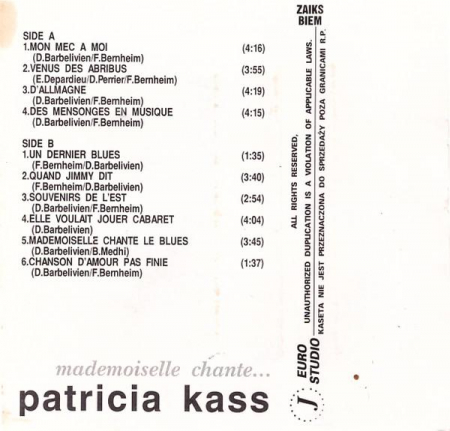 SIDE A
1.MON MEC A MOI (4:16)
(D.Barbelivien/F.Bernheim)
2.VENUS DES ABRIBUS (3:55)
(E.Depardieu/D.Perrier/F.Bernheim)
3.D'ALLMAGNE (4:19)
(D.Barbelivien/F.Bernheim)
4.DES MENSONGES EN MUSIQUE (4:15)
(D.Barbelivien/F.Bernheim)
SIDE B
1.UN DERNIER BLUES (1:35)
(F.Bernheim/D.Barbelivien)
2.QUAND JIMMY DIT (3:40)
(F.Bernheim/D.Barbelivien)
3.SOUVENIRS DE L'EST (2:54)
(D.Barbelivien/F.Bernheim)
4.ELLE VOULAIT JOUER CABARET (4:04)
(D.Barbelivien)
5.MADEMOISELLE CHANTE LE BLUES (3:45)
(D.Barbelivien/B.Medhi)
6.CHANSON D'AMOUR PAS FINIE (1:37)
(D.Barbelivien/F.Bernheim)
mademoiselle chante...
patricia kass
ZAIKS
BIEM
ALL RIGHTS RESERVED,
UNAUTHORIZED DUPLICATION IS A VIOLATION OF APPLICABLE LAWS.
KASETA NIE JEST PRZEZNACZONA DO SPRZEDAŻY POZA GRANICAMI R.P.
EURO
STUDIO
J